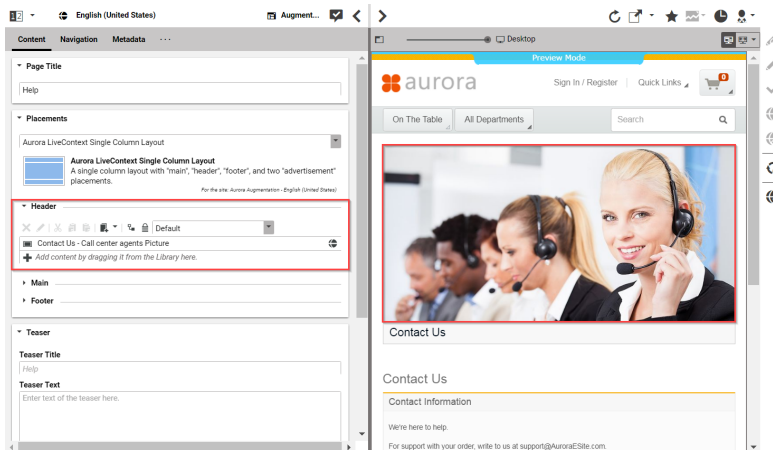 English (United States)
Augment...
Content Navigation Metadata ...
Page Title
Help
Placements
Aurora LiveContext Single Column Layout
Aurora LiveContext Single Column Layout
A single column layout with "main", "header", "footer", and two "advertisement"
placements.
For the site: Aurora Augmentation - English (United States)
Header
Default
Contact Us - Call center agents Picture
Add content by dragging it from the Library here.
Main
Footer
Teaser
Teaser Title
Help
Teaser Text
Enter text of the teaser here.
Desktop
Preview Mode
aurora
Sign In / Register
Quick Links
0
On The Table
All Departments
Search
Contact Us
Contact Us
Contact Information
We're here to help.
For support with your order, write to us at support@AuroraESite.com.